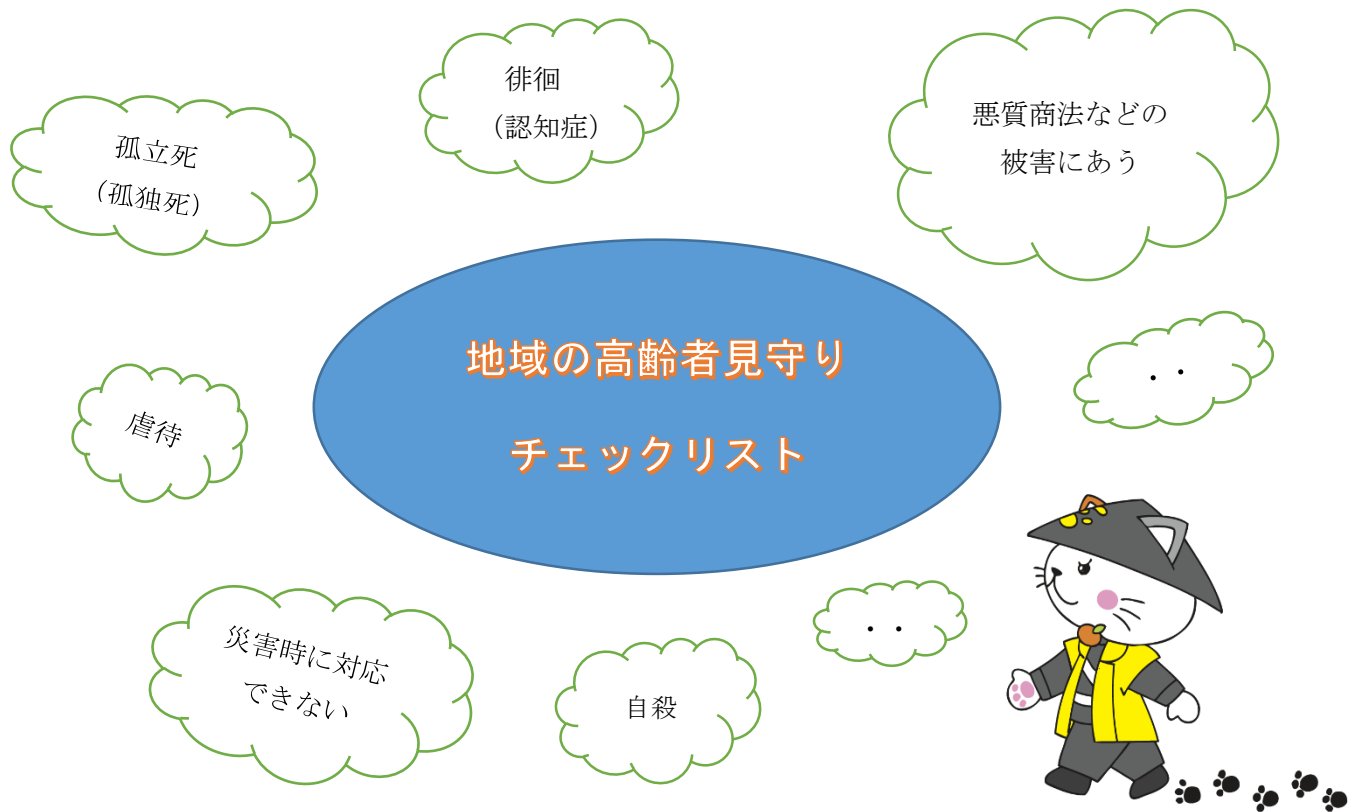 徘徊
（認知症）
悪質商法などの
被害にあう
孤立死
（孤独死）
地域の高齢者見守り
チェックリスト
・・
虐待
災害時に対応
できない
自殺
・・